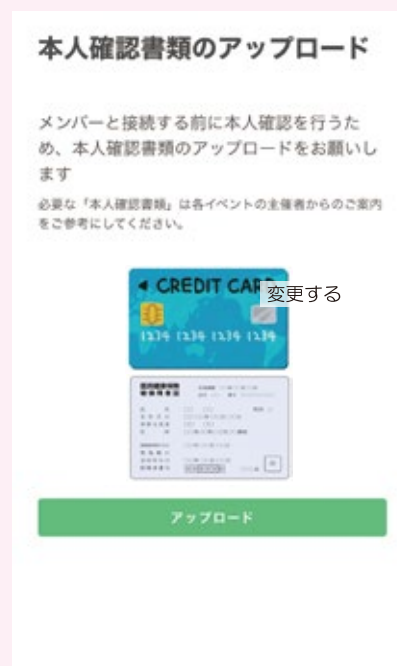 本人確認書類のアップロード
メンバーと接続する前に本人確認を行うた
め、本人確認書類のアップロードをお願いし
ます
必要な「本人確認書類」は各イベントの主催者からのご案内
をご参考にしてください。
CREDIT CARD
変更する
1234 1234 1234 1234
アップロード